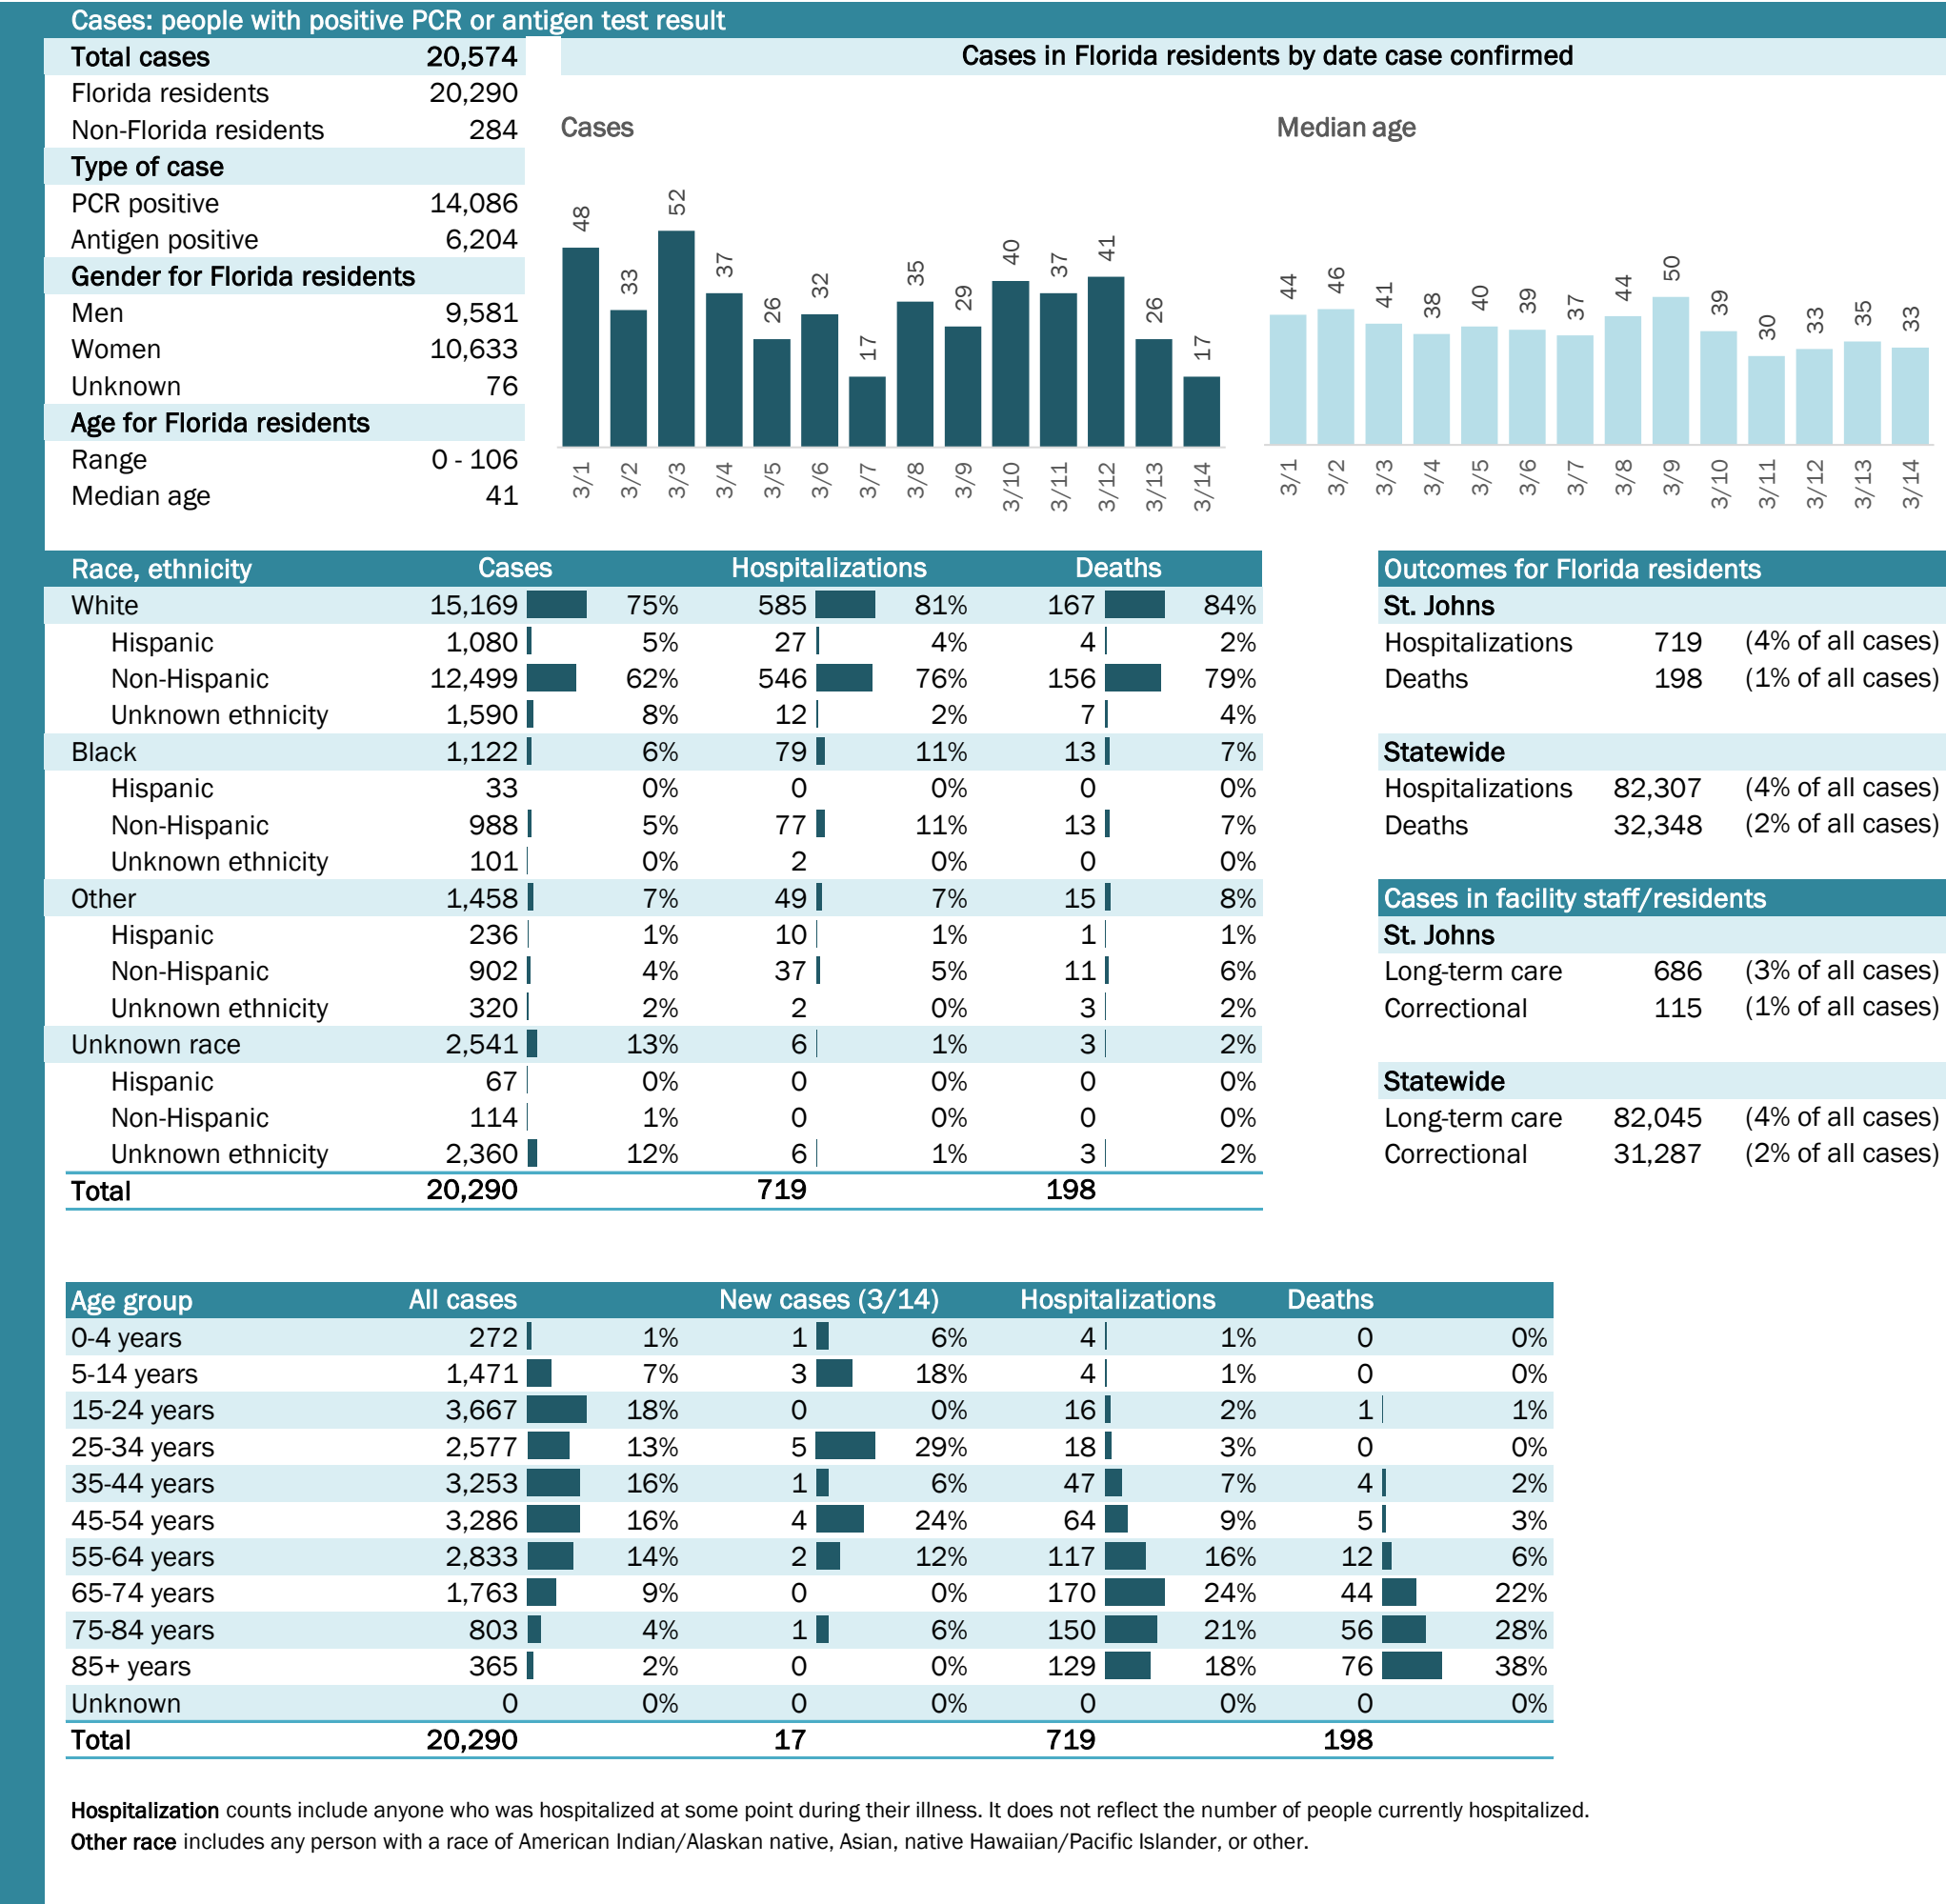 Cases: people with positive PCR or antigen test result
Total cases 20,574
Florida residents 20,290
Non-Florida residents 284
Type of case
PCR positive 14,086
Antigen positive 6,204
Gender for Florida residents
Men 9,581
Women 10,633
Unknown 76
Age for Florida residents
Range 0 - 106
Median age 41
Cases in Florida residents by date case confirmed
Cases
48 33 52 37 26 32 17 35 29 40 37 41 26 17
3/1 3/2 3/3 3/4 3/5 3/6 3/7 3/8 3/9 3/10 3/11 3/12 3/13 3/14
Median age
44 46 41 38 40 39 37 44 50 39 30 33 35 33
3/1 3/2 3/3 3/4 3/5 3/6 3/7 3/8 3/9 3/10 3/11 3/12 3/13 3/14
Race, ethnicity Cases Hospitalizations Deaths
White 15,169 75% 585 81% 167 84%
Hispanic 1,080 5% 27 4% 4 2%
Non-Hispanic 12,499 62% 546 76% 156 79%
Unknown ethnicity 1,590 8% 12 2% 7 4%
Black 1,122 6% 79 11% 13 7%
Hispanic 33 0% 0 0% 0 0%
Non-Hispanic 988 5% 77 11% 13 7%
Unknown ethnicity 101 0% 2 0% 0 0%
Other 1,458 7% 49 7% 15 8%
Hispanic 236 1% 10 1% 1 1%
Non-Hispanic 902 4% 37 5% 11 6%
Unknown ethnicity 320 2% 2 0% 3 2%
Unknown race 2,541 13% 6 1% 3 2%
Hispanic 67 0% 0 0% 0 0%
Non-Hispanic 114 1% 0 0% 0 0%
Unknown ethnicity 2,360 12% 6 1% 3 2%
Total 20,290 719 198
Outcomes for Florida residents
St. Johns
Hospitalizations 719 (4% of all cases)
Deaths 198 (1% of all cases)
Statewide
Hospitalizations 82,307 (4% of all cases)
Deaths 32,348 (2% of all cases)
Cases in facility staff/residents
St. Johns
Long-term care 686 (3% of all cases)
Correctional 115 (1% of all cases)
Statewide
Long-term care 82,045 (4% of all cases)
Correctional 31,287 (2% of all cases)
Age group All cases New cases (3/14) Hospitalizations Deaths
0-4 years 272 1% 1 6% 4 1% 0 0%
5-14 years 1,471 7% 3 18% 4 1% 0 0%
15-24 years 3,667 18% 0 0% 16 2% 1 1%
25-34 years 2,577 13% 5 29% 18 3% 0 0%
35-44 years 3,253 16% 1 6% 47 7% 4 2%
45-54 years 3,286 16% 4 24% 64 9% 5 3%
55-64 years 2,833 14% 2 12% 117 16% 12 6%
65-74 years 1,763 9% 0 0% 170 24% 44 22%
75-84 years 803 4% 1 6% 150 21% 56 28%
85+ years 365 2% 0 0% 129 18% 76 38%
Unknown 0 0% 0 0% 0 0% 0 0%
Total 20,290 17 719 198
Hospitalization counts include anyone who was hospitalized at some point during their illness. It does not reflect the number of people currently hospitalized.
Other race includes any person with a race of American Indian/Alaskan native, Asian, native Hawaiian/Pacific Islander, or other.